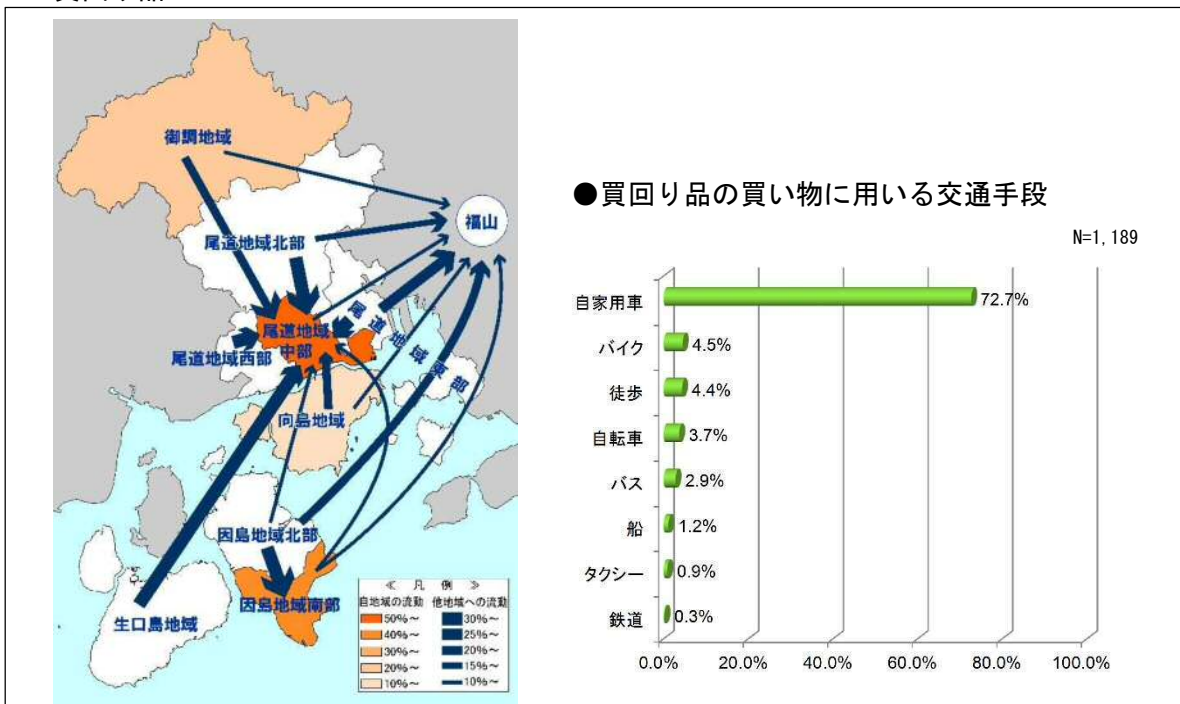 御調地域
福山
尾道地域北部
尾道地域
中部
尾道地域東部
尾道地域西部
向島地域
因島地域北部
因島地域南部
生口島地域
≪ 凡 例 ≫
自地域の流動 他地域への流動
50%~ 30%~
40%~ 25%~
30%~ 20%~
20%~ 15%~
10%~ 10%~
●買回り品の買い物に用いる交通手段
N=1,189
自家用車 72.7%
バイク 4.5%
徒歩 4.4%
自転車 3.7%
バス 2.9%
船 1.2%
タクシー 0.9%
鉄道 0.3%
0.0% 20.0% 40.0% 60.0% 80.0% 100.0%